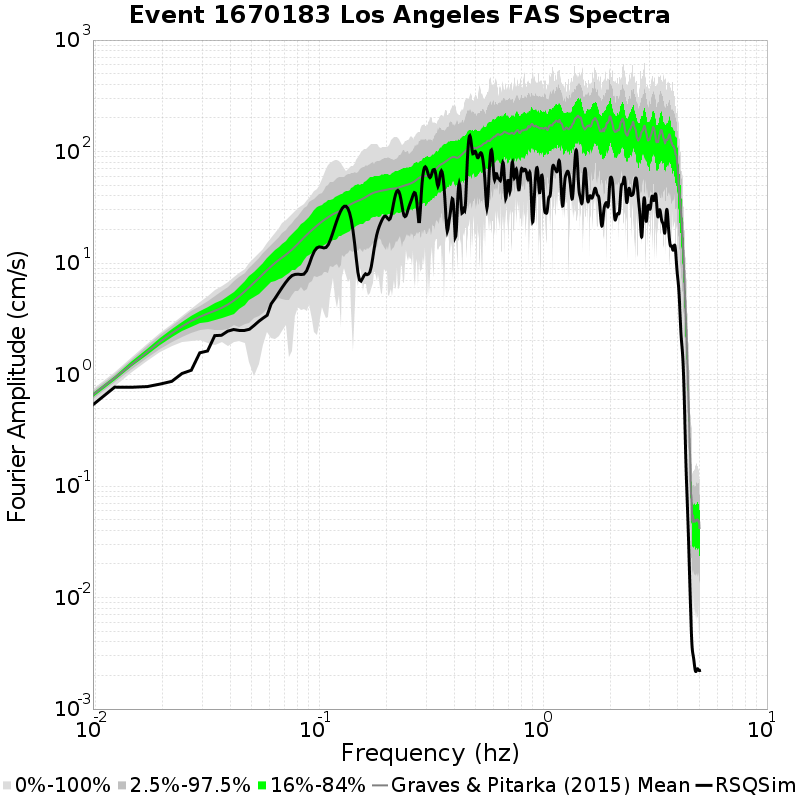 Event 1670183 Los Angeles FAS Spectra
Fourier Amplitude (cm/s)
10^3
10^2
10^1
10^0
10^-1
10^-2
10^-3
10^-2 10^-1 10^0 10^1
Frequency (hz)
0%-100% 2.5%-97.5% 16%-84% Graves & Pitarka (2015) Mean RSQSim